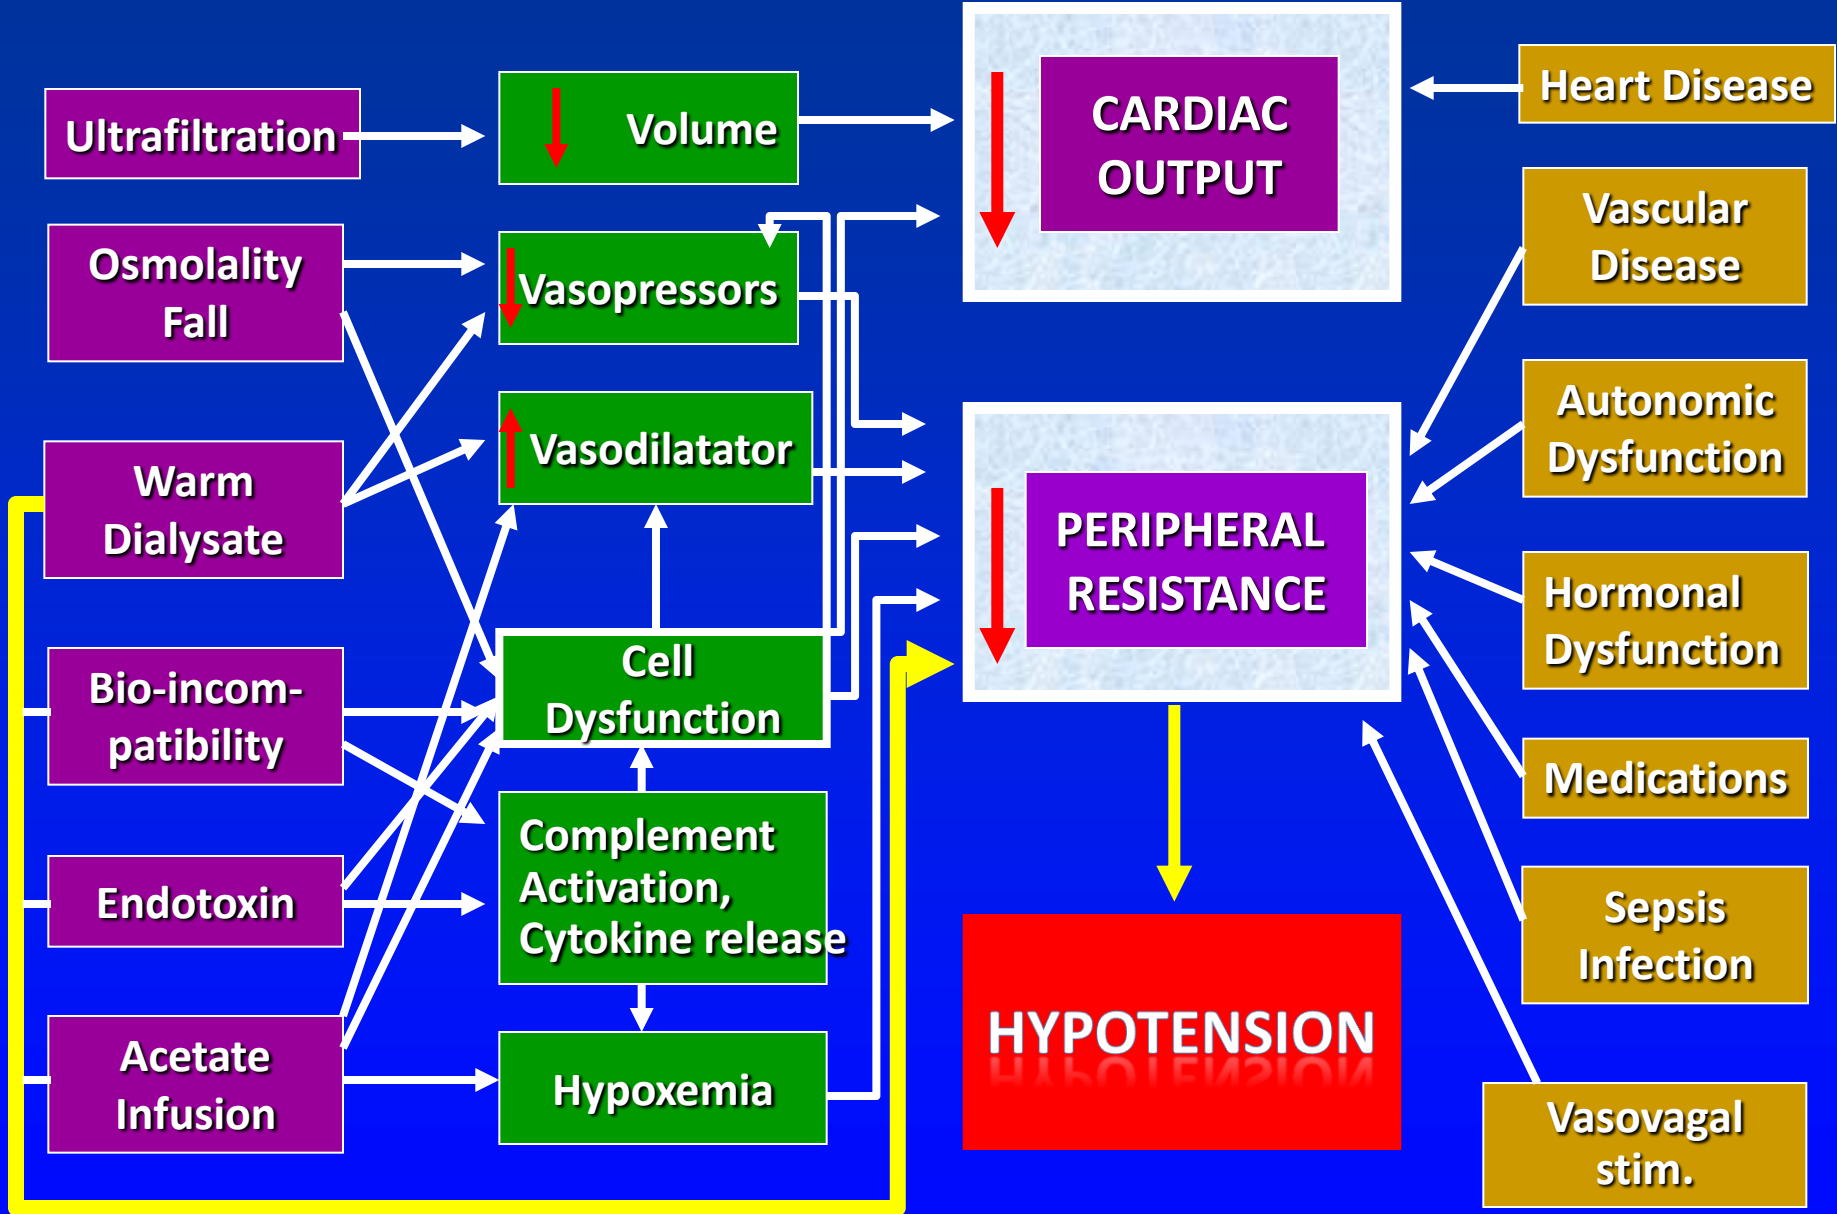 Ultrafiltration
Osmolality
Fall
Warm
Dialysate
Bio-incom-
patibility
Endotoxin
Acetate
Infusion
Volume
Vasopressors
Vasodilatator
Cell
Dysfunction
Complement
Activation,
Cytokine release
Hypoxemia
CARDIAC
OUTPUT
PERIPHERAL
RESISTANCE
HYPOTENSION
Heart Disease
Vascular
Disease
Autonomic
Dysfunction
Hormonal
Dysfunction
Medications
Sepsis
Infection
Vasovagal
stim.